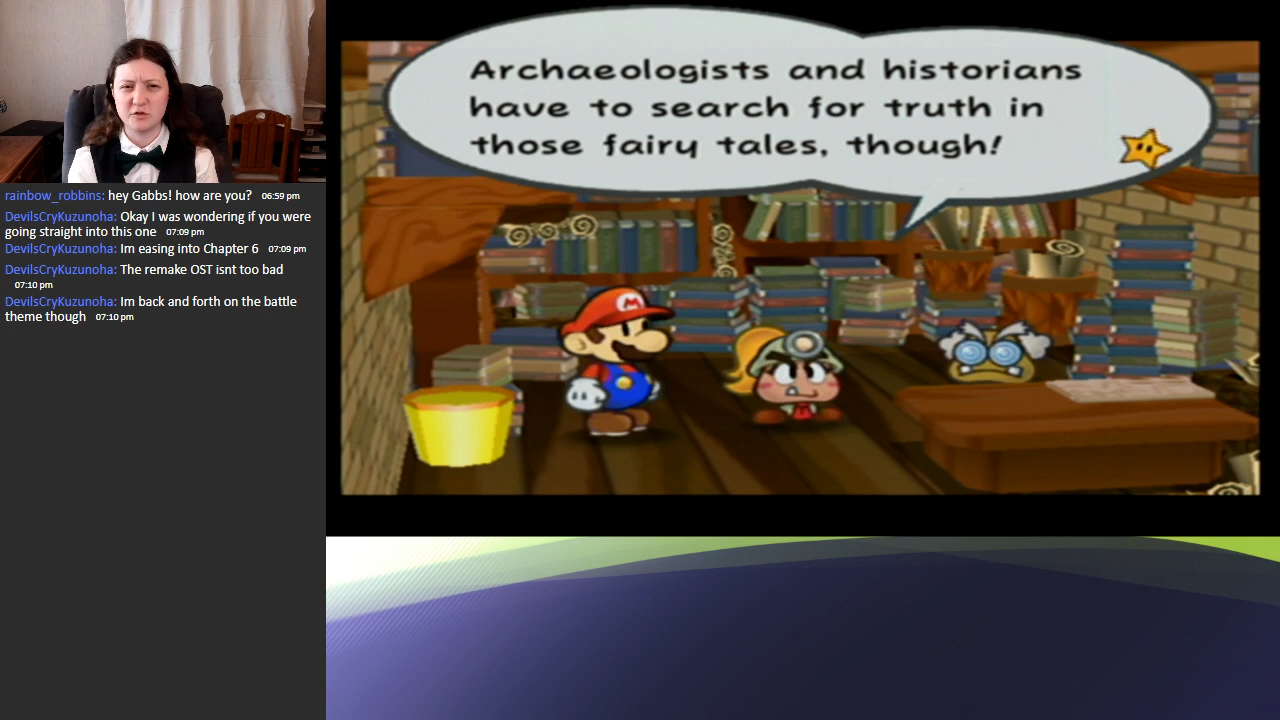 Archaeologists and historians
have to search for truth in
those fairy tales, though!
M
rainbow_robbins: hey Gabbs! how are you? 06:59 pm
DevilsCryKuzunoha: Okay I was wondering if you were
going straight into this one 07:09 pm
DevilsCryKuzunoha: Im easing into Chapter 6 07:09 pm
DevilsCryKuzunoha: The remake OST isnt too bad
07:10 pm
DevilsCryKuzunoha: Im back and forth on the battle
theme though 07:10 pm